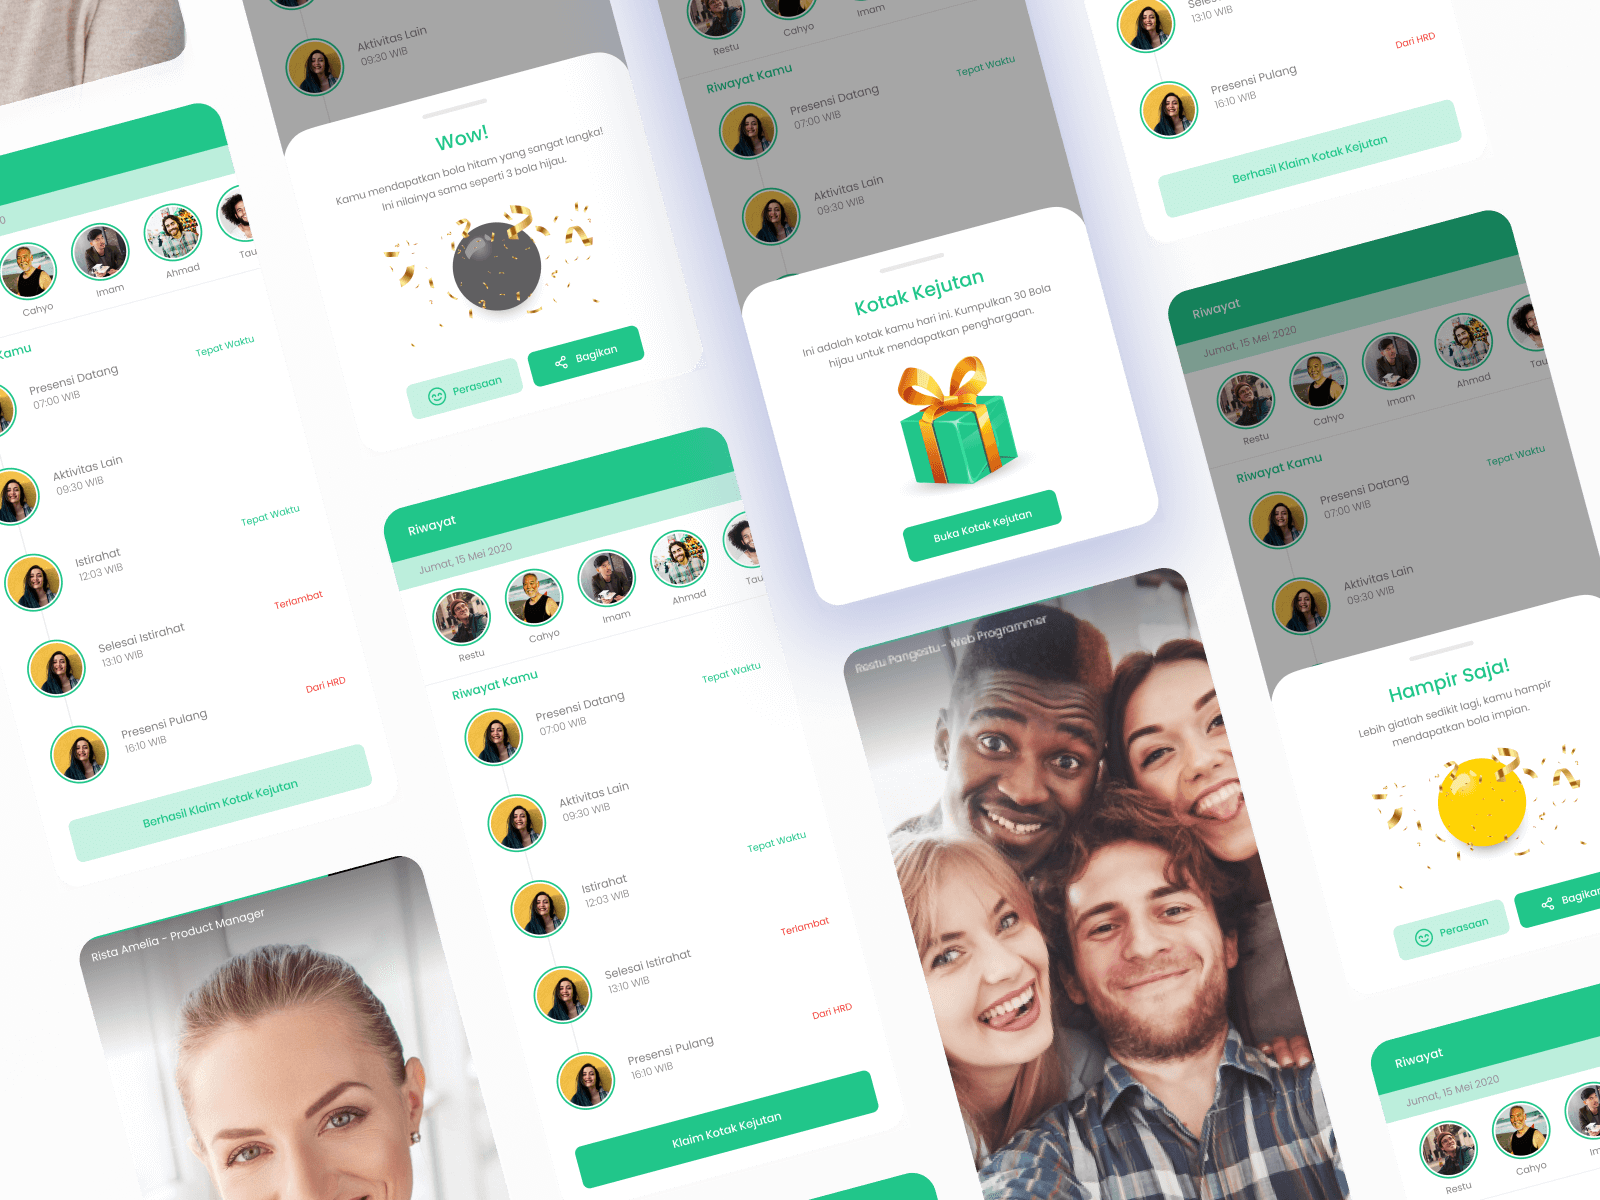 Aktivitas Lain
09:30 WIB
Wow!
Kamu mendapatkan bola hitam yang sangat langka!
Ini nilainya sama seperti 3 bola hijau.
Perasaan
Bagikan
Cahyo
Imam
Ahmad
Tau
Kamu
Tepat Waktu
Presensi Datang
07:00 WIB
Aktivitas Lain
09:30 WIB
Tepat Waktu
Istirahat
12:03 WIB
Terlambat
Selesai Istirahat
13:10 WIB
Dari HRD
Presensi Pulang
16:10 WIB
Berhasil Klaim Kotak Kejutan
Rista Amelia - Product Manager
Riwayat
Jumat, 15 Mei 2020
Restu
Cahyo
Imam
Ahmad
Tau
Riwayat Kamu
Tepat Waktu
Presensi Datang
07:00 WIB
Aktivitas Lain
09:30 WIB
Tepat Waktu
Istirahat
12:03 WIB
Terlambat
Selesai Istirahat
13:10 WIB
Dari HRD
Presensi Pulang
16:10 WIB
Klaim Kotak Kejutan
Restu
Cahyo
Imam
Riwayat Kamu
Tepat Waktu
Presensi Datang
07:00 WIB
Aktivitas Lain
09:30 WIB
Kotak Kejutan
Ini adalah kotak kamu hari ini. Kumpulkan 30 Bola
hijau untuk mendapatkan penghargaan.
Buka Kotak Kejutan
Restu Pangestu - Web Programmer
13:10 WIB
Dari HRD
Presensi Pulang
16:10 WIB
Berhasil Klaim Kotak Kejutan
Riwayat
Jumat, 15 Mei 2020
Restu
Cahyo
Imam
Ahmad
Tau
Riwayat Kamu
Tepat Waktu
Presensi Datang
07:00 WIB
Aktivitas Lain
09:30 WIB
Hampir Saja!
Lebih giatlah sedikit lagi, kamu hampir
mendapatkan bola impian.
Perasaan
Bagikan
Riwayat
Jumat, 15 Mei 2020
Restu
Cahyo